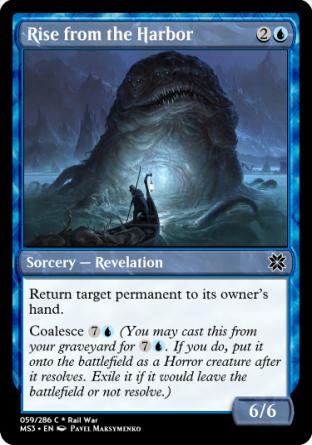 Rise from the Harbor 2
Sorcery — Revelation
Return target permanent to its owner's
hand.
Coalesce 7 (You may cast this from
your graveyard for 7. If you do, put it
onto the battlefield as a Horror creature after
it resolves. Exile it if it would leave the
battlefield or not resolve.)
6/6
059/286 C * Rail War
MS3 • EN PAVEL MAKSYMENKO